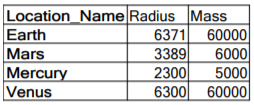 Location_Name Radius Mass
Earth 6371 60000
Mars 3389 6000
Mercury 2300 5000
Venus 6300 60000